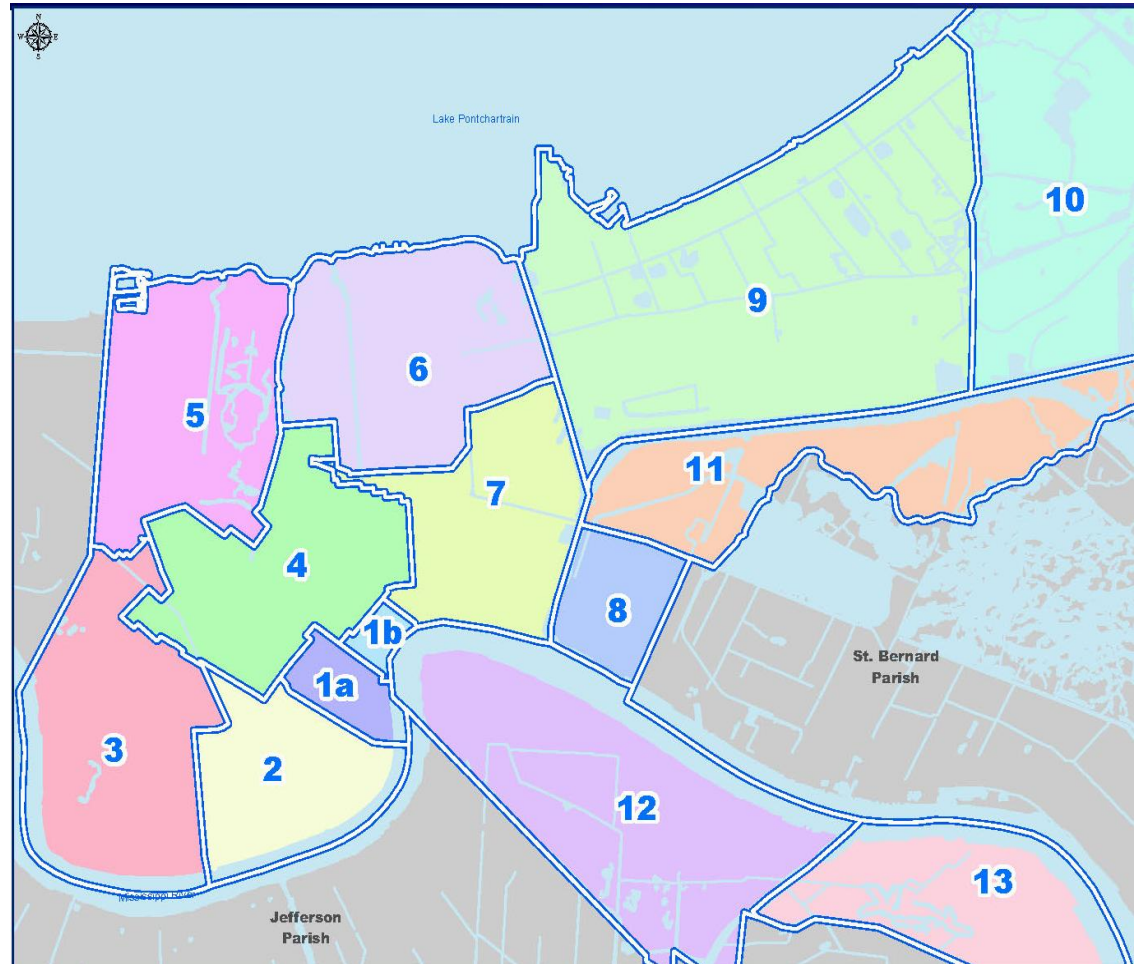 N
W E
S
Lake Pontchartrain
10
9
6
5
11
7
4
8
1b
St. Bernard
Parish
1a
3
2
12
13
Mississippi River
Jefferson
Parish